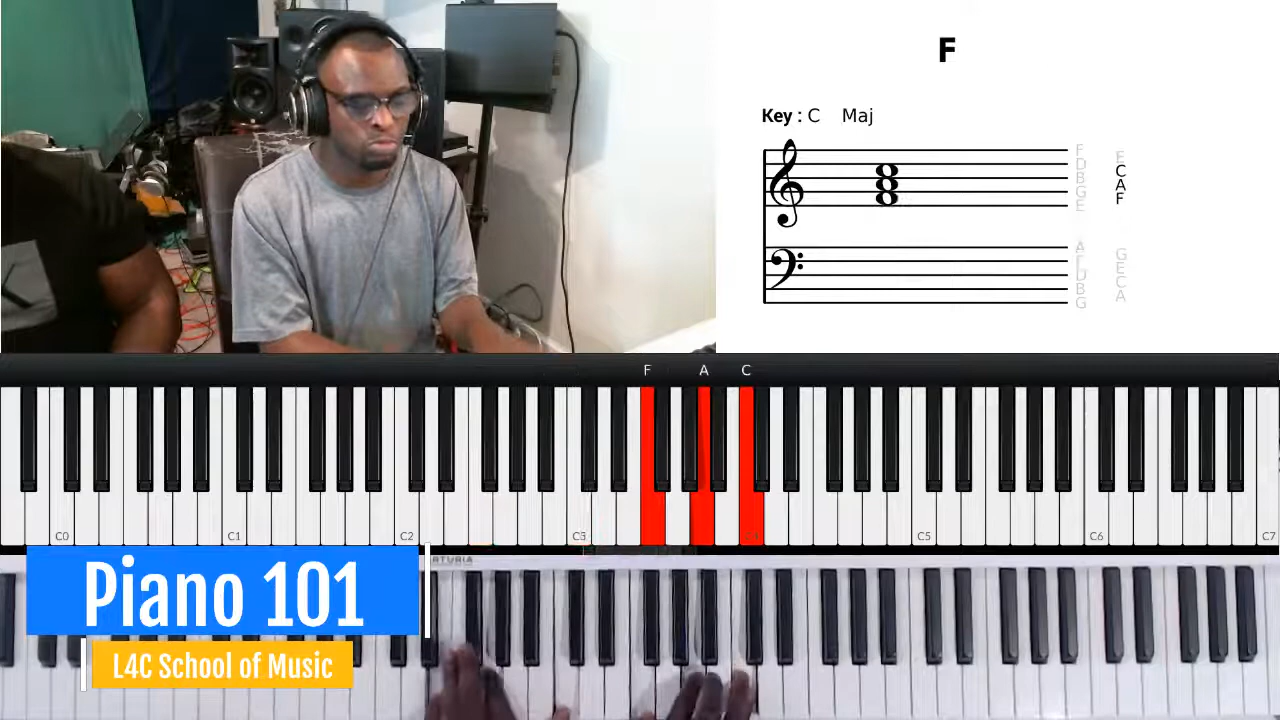 F
Key : C Maj
F
D
B
G
E
E
C
A
F
A
F
D
B
G
G
E
C
A
F A C
C0 C1 C2 C3 C5 C6 C7
ARTURIA
Piano 101
L4C School of Music